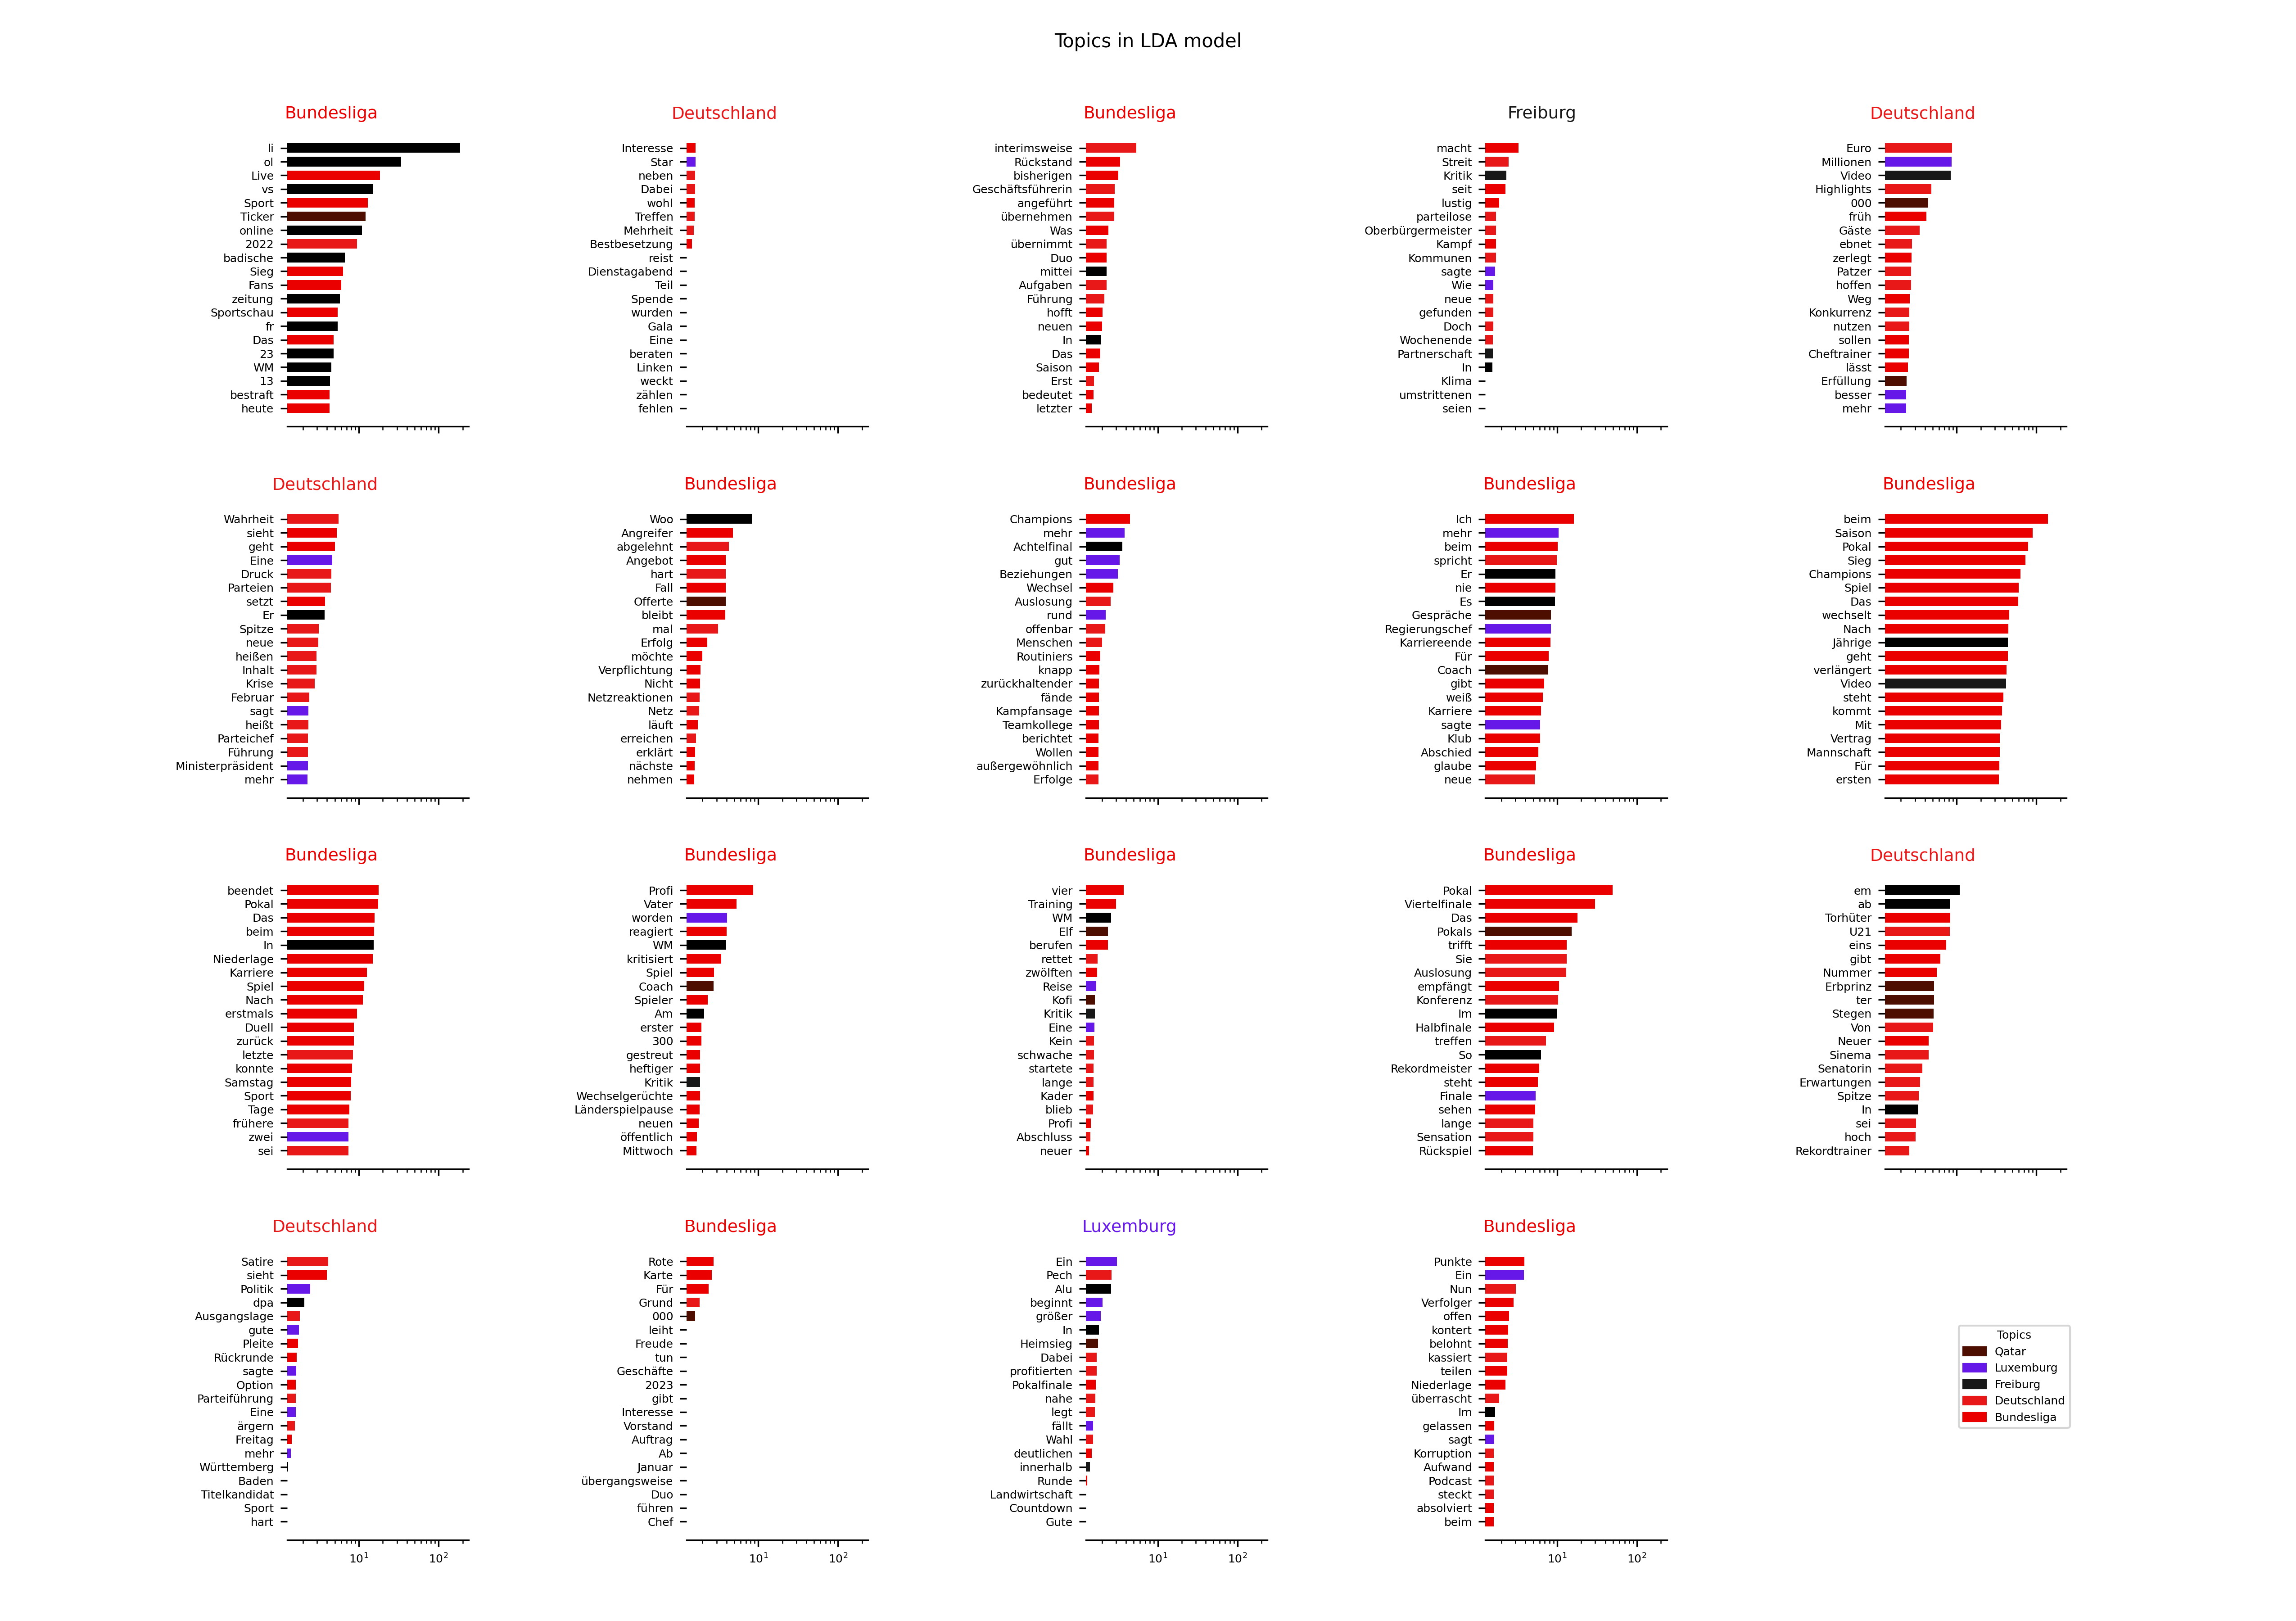 Topics in LDA model
Bundesliga
li
ol
Live
vs
Sport
Ticker
online
2022
badische
Sieg
Fans
zeitung
Sportschau
fr
Das
23
WM
13
bestraft
heute
Deutschland
Interesse
Star
neben
Dabei
wohl
Treffen
Mehrheit
Bestbesetzung
reist
Dienstagabend
Teil
Spende
wurden
Gala
Eine
beraten
Linken
weckt
zählen
fehlen
Bundesliga
interimsweise
Rückstand
bisherigen
Geschäftsführerin
angeführt
übernehmen
Was
übernimmt
Duo
mittei
Aufgaben
Führung
hofft
neuen
In
Das
Saison
Erst
bedeutet
letzter
Freiburg
macht
Streit
Kritik
seit
lustig
parteilose
Oberbürgermeister
Kampf
Kommunen
sagte
Wie
neue
gefunden
Doch
Wochenende
Partnerschaft
In
Klima
umstrittenen
seien
Deutschland
Euro
Millionen
Video
Highlights
000
früh
Gäste
ebnet
zerlegt
Patzer
hoffen
Weg
Konkurrenz
nutzen
sollen
Cheftrainer
lässt
Erfüllung
besser
mehr
Deutschland
Wahrheit
sieht
geht
Eine
Druck
Parteien
setzt
Er
Spitze
neue
heißen
Inhalt
Krise
Februar
sagt
heißt
Parteichef
Führung
Ministerpräsident
mehr
Bundesliga
Woo
Angreifer
abgelehnt
Angebot
hart
Fall
Offerte
bleibt
mal
Erfolg
möchte
Verpflichtung
Nicht
Netzreaktionen
Netz
läuft
erreichen
erklärt
nächste
nehmen
Bundesliga
Champions
mehr
Achtelfinal
gut
Beziehungen
Wechsel
Auslosung
rund
offenbar
Menschen
Routiniers
knapp
zurückhaltender
fände
Kampfansage
Teamkollege
berichtet
Wollen
außergewöhnlich
Erfolge
Bundesliga
Ich
mehr
beim
spricht
Er
nie
Es
Gespräche
Regierungschef
Karriereende
Für
Coach
gibt
weiß
Karriere
sagte
Klub
Abschied
glaube
neue
Bundesliga
beim
Saison
Pokal
Sieg
Champions
Spiel
Das
wechselt
Nach
Jährige
geht
verlängert
Video
steht
kommt
Mit
Vertrag
Mannschaft
Für
ersten
Bundesliga
beendet
Pokal
Das
beim
In
Niederlage
Karriere
Spiel
Nach
erstmals
Duell
zurück
letzte
konnte
Samstag
Sport
Tage
frühere
zwei
sei
Bundesliga
Profi
Vater
worden
reagiert
WM
kritisiert
Spiel
Coach
Spieler
Am
erster
300
gestreut
heftiger
Kritik
Wechselgerüchte
Länderspielpause
neuen
öffentlich
Mittwoch
Bundesliga
vier
Training
WM
Elf
berufen
rettet
zwölften
Reise
Kofi
Kritik
Eine
Kein
schwache
startete
lange
Kader
blieb
Profi
Abschluss
neuer
Bundesliga
Pokal
Viertelfinale
Das
Pokals
trifft
Sie
Auslosung
empfängt
Konferenz
Im
Halbfinale
treffen
So
Rekordmeister
steht
Finale
sehen
lange
Sensation
Rückspiel
Deutschland
em
ab
Torhüter
U21
eins
gibt
Nummer
Erbprinz
ter
Stegen
Von
Neuer
Sinema
Senatorin
Erwartungen
Spitze
In
sei
hoch
Rekordtrainer
Deutschland
Satire
sieht
Politik
dpa
Ausgangslage
gute
Pleite
Rückrunde
sagte
Option
Parteiführung
Eine
ärgern
Freitag
mehr
Württemberg
Baden
Titelkandidat
Sport
hart
10¹ 10²
Bundesliga
Rote
Karte
Für
Grund
000
leiht
Freude
tun
Geschäfte
2023
gibt
Interesse
Vorstand
Auftrag
Ab
Januar
übergangsweise
Duo
führen
Chef
10¹ 10²
Luxemburg
Ein
Pech
Alu
beginnt
größer
In
Heimsieg
Dabei
profitierten
Pokalfinale
nahe
legt
fällt
Wahl
deutlichen
innerhalb
Runde
Landwirtschaft
Countdown
Gute
10¹ 10²
Bundesliga
Punkte
Ein
Nun
Verfolger
offen
kontert
belohnt
kassiert
teilen
Niederlage
überrascht
Im
gelassen
sagt
Korruption
Aufwand
Podcast
steckt
absolviert
beim
10¹ 10²
Topics
Qatar
Luxemburg
Freiburg
Deutschland
Bundesliga